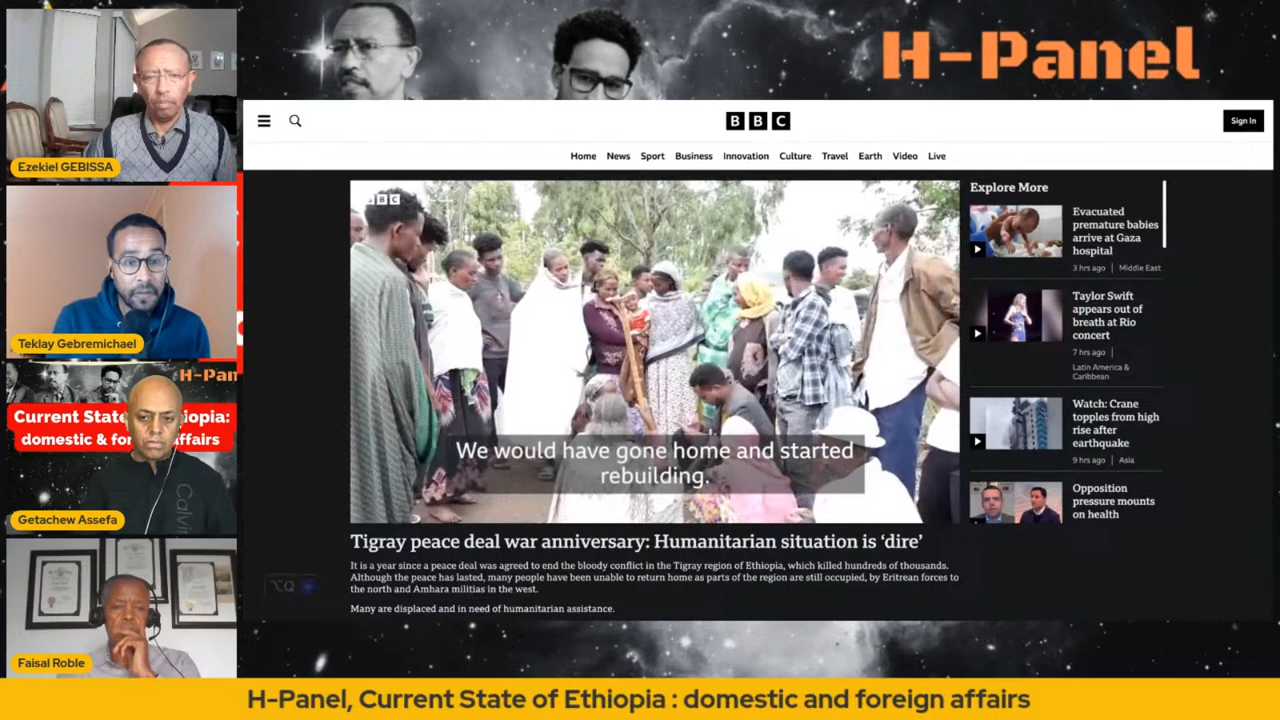 H-Panel
Ezekiel GEBISSA
Teklay Gebremichael
H-Pan
Current State iopia:
domestic & for affairs
Calvin
Getachew Assefa
Faisal Roble
BBC
Sign In
Home News Sport Business Innovation Culture Travel Earth Video Live
BBC
We would have gone home and started
rebuilding.
Tigray peace deal war anniversary: Humanitarian situation is ‘dire’
It is a year since a peace deal was agreed to end the bloody conflict in the Tigray region of Ethiopia, which killed hundreds of thousands.
Although the peace has lasted, many people have been unable to return home as parts of the region are still occupied, by Eritrean forces to
the north and Amhara militias in the west.
Many are displaced and in need of humanitarian assistance.
Explore More
Evacuated
premature babies
arrive at Gaza
hospital
3 hrs ago | Middle East
Taylor Swift
appears out of
breath at Rio
concert
7 hrs ago |
Latin America &
Caribbean
Watch: Crane
topples from high
rise after
earthquake
9 hrs ago | Asia
Opposition
pressure mounts
on health
H-Panel, Current State of Ethiopia : domestic and foreign affairs